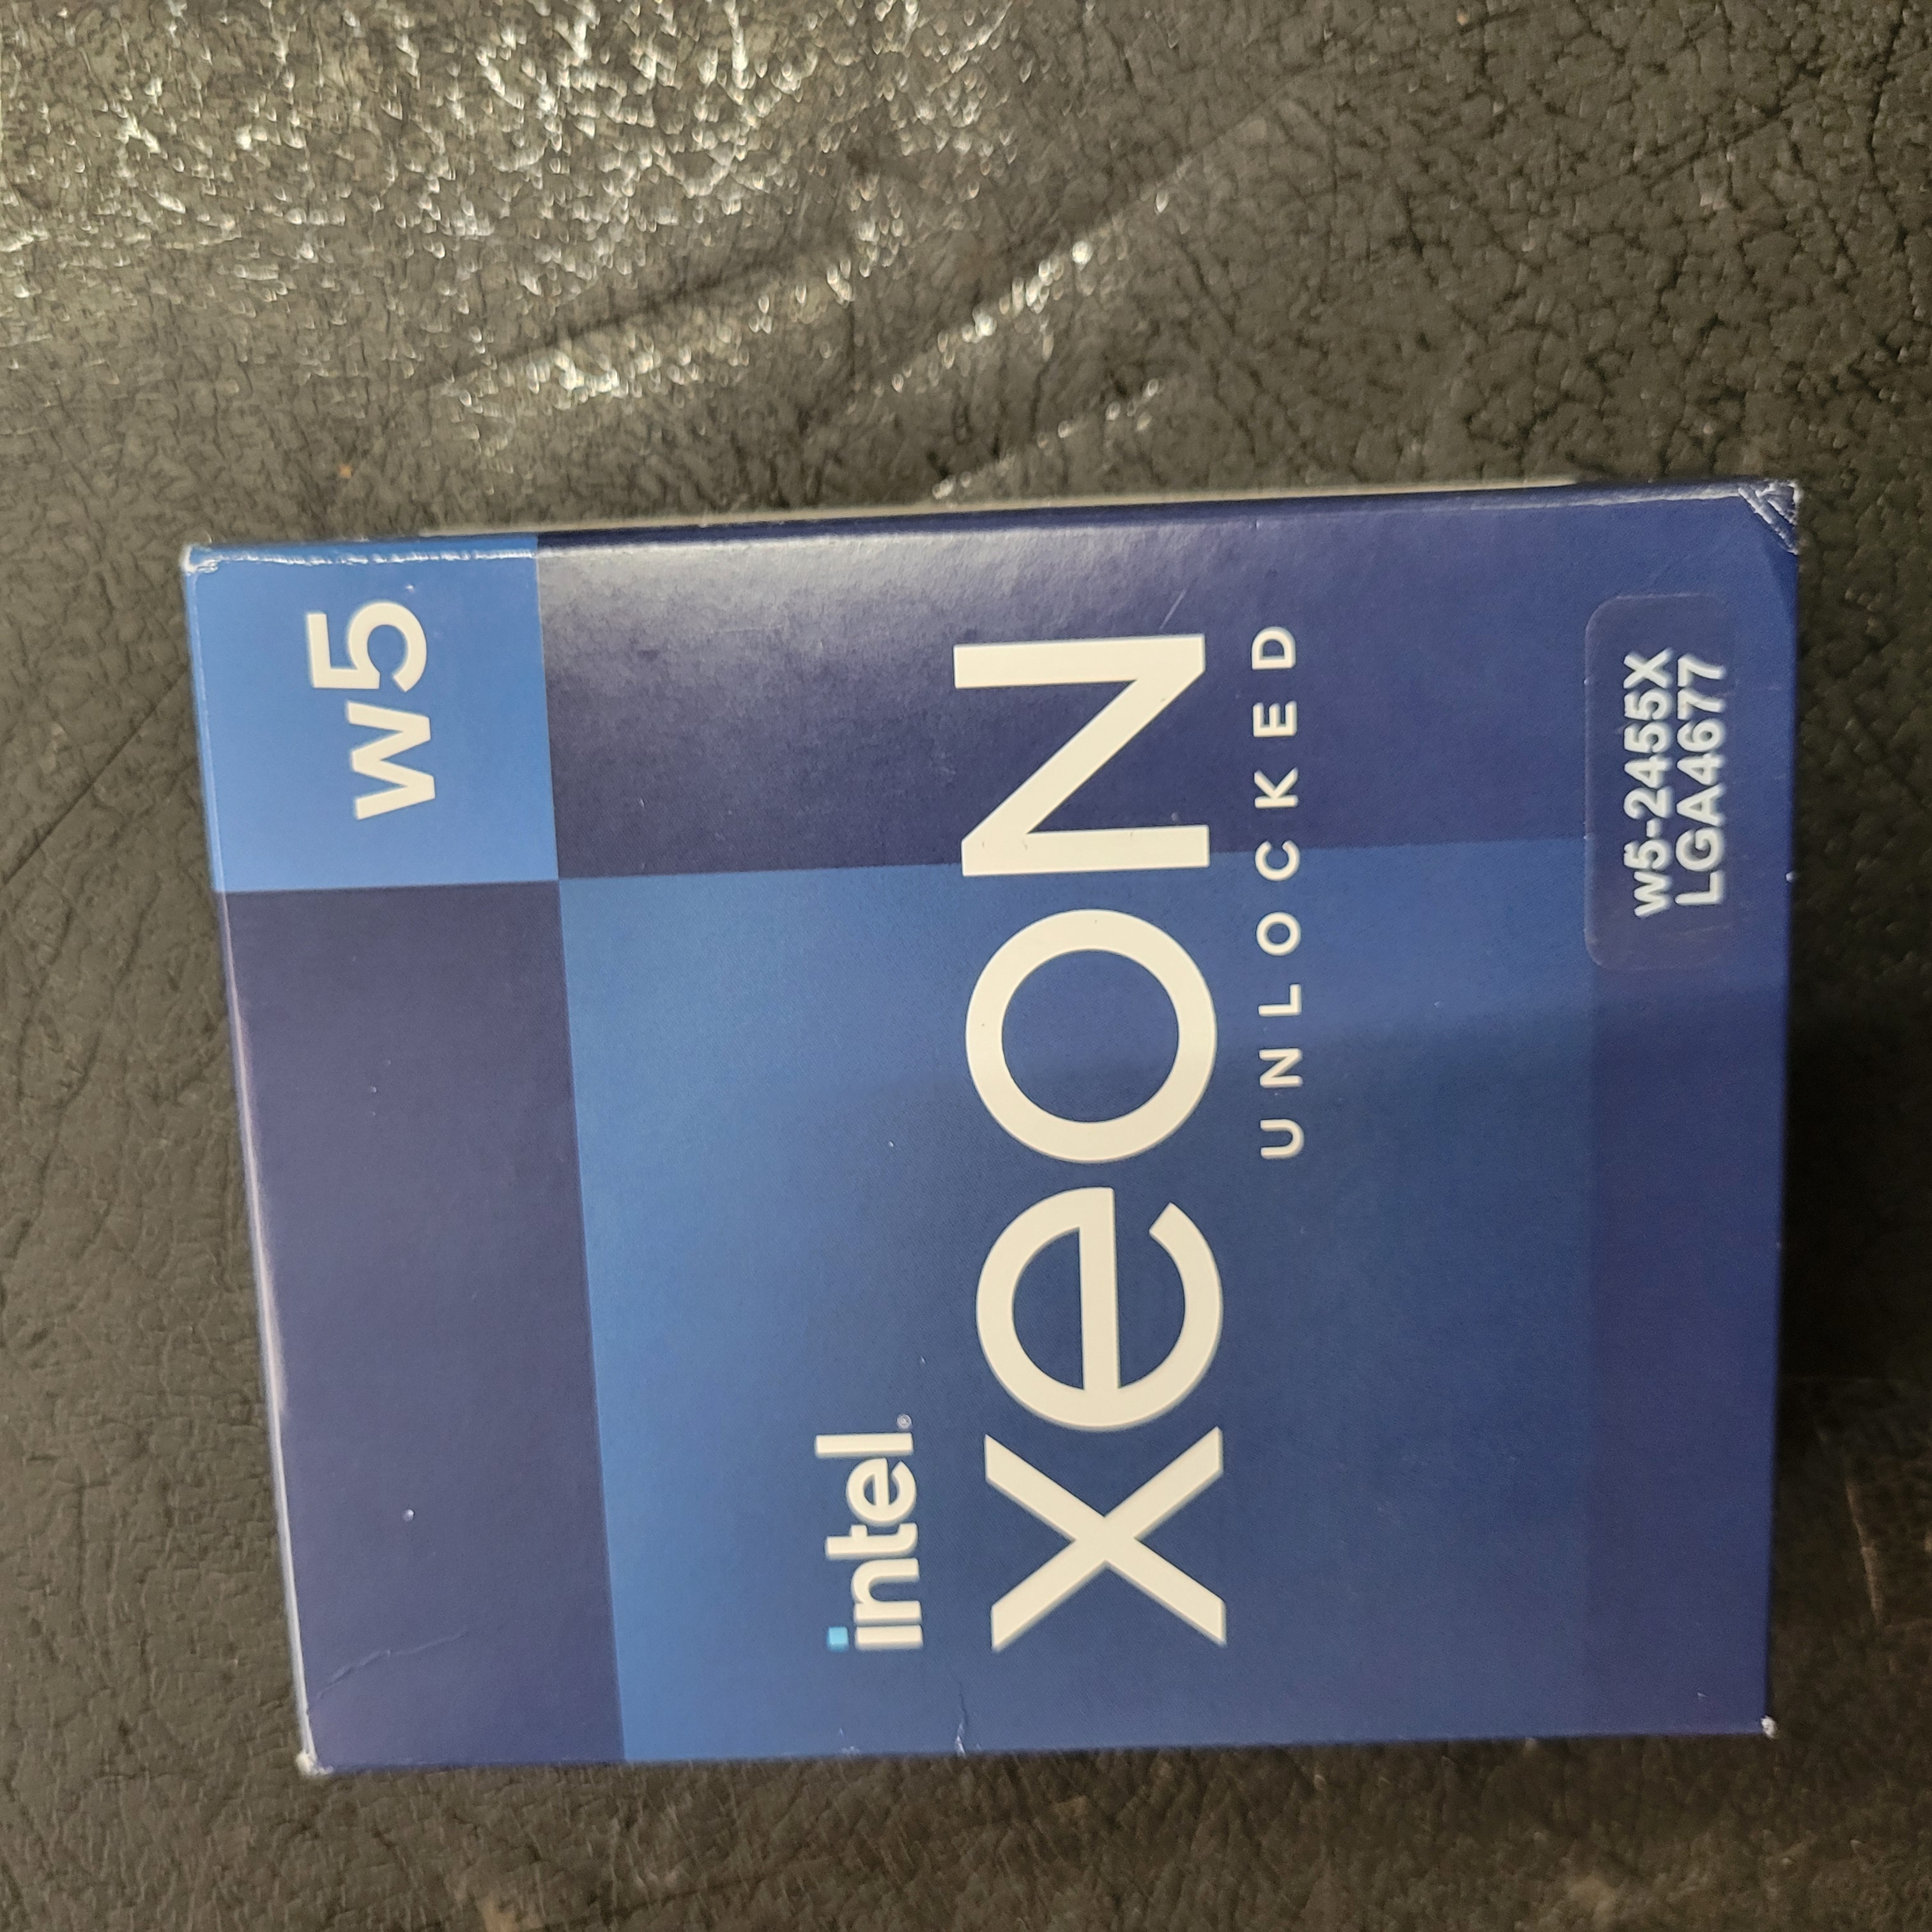 w5
intel
xeon
UNLOCKED
w5-2455X
LGA4677